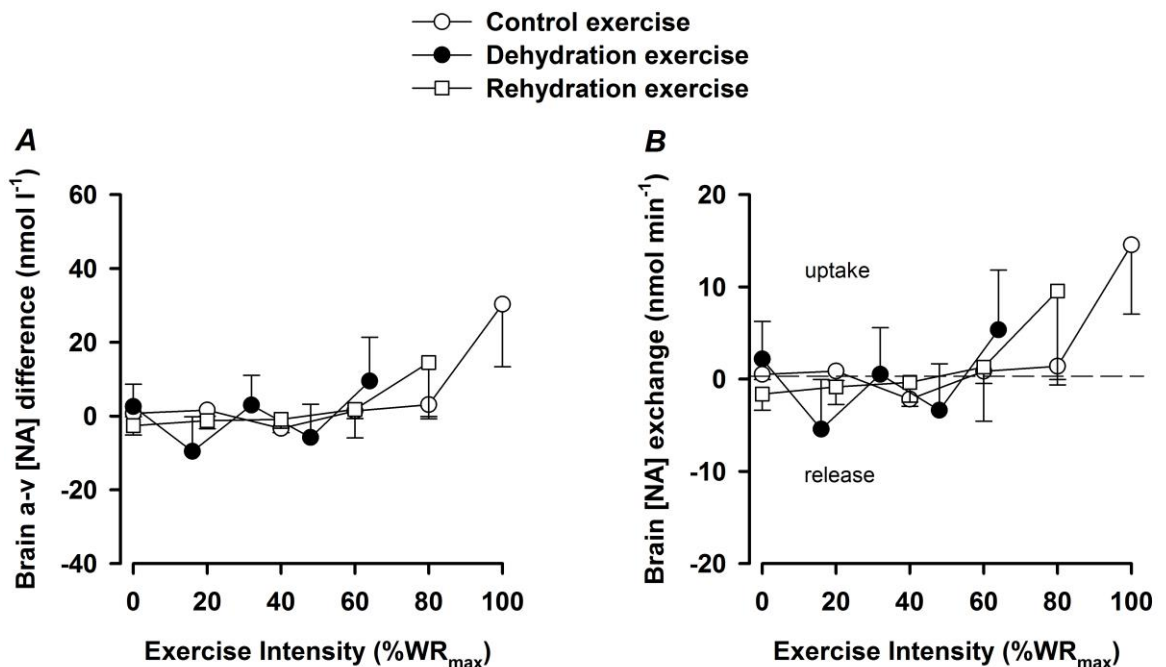 Control exercise
Dehydration exercise
Rehydration exercise
A
B
Brain a-v [NA] difference (nmol l⁻¹)
60
40
20
0
-20
-40
0 20 40 60 80 100
Exercise Intensity (%WRmax)
Brain [NA] exchange (nmol min⁻¹)
20
10
0
-10
-20
uptake
release
0 20 40 60 80 100
Exercise Intensity (%WRmax)